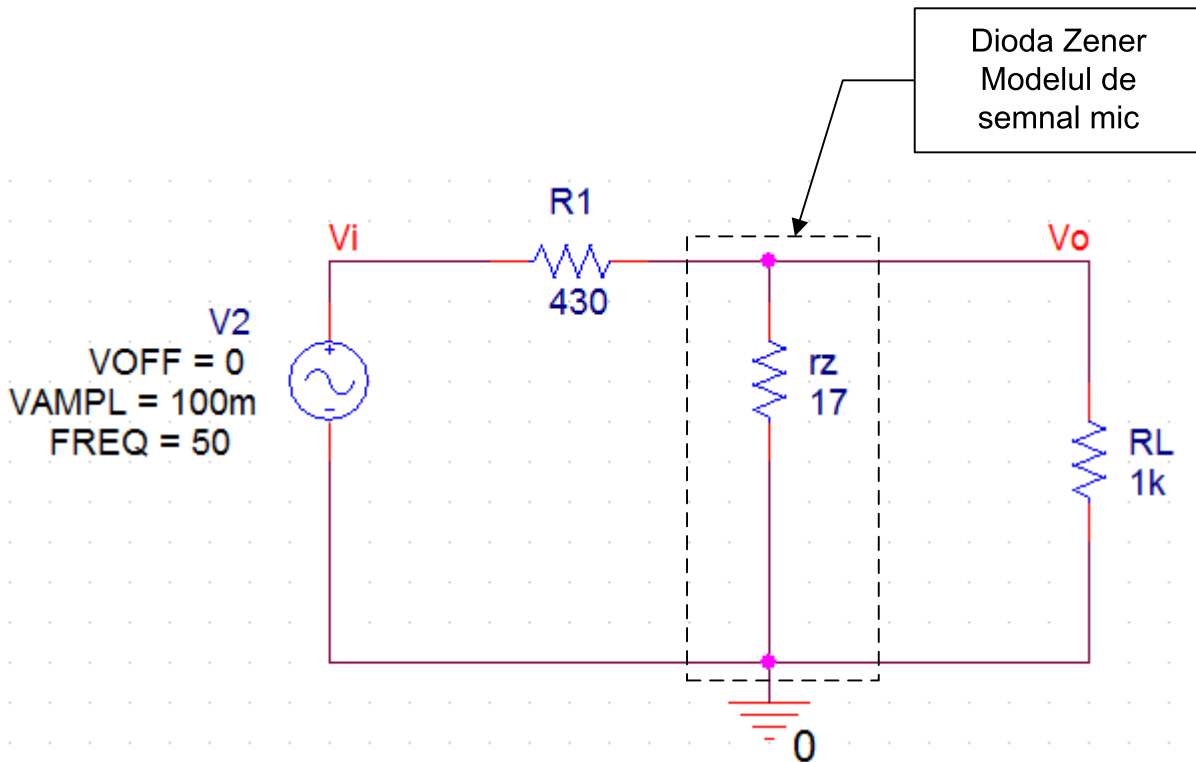 Dioda Zener
Modelul de
semnal mic
R1
Vi
Vo
430
V2
VOFF = 0
VAMPL = 100m
FREQ = 50
rz
17
RL
1k
0